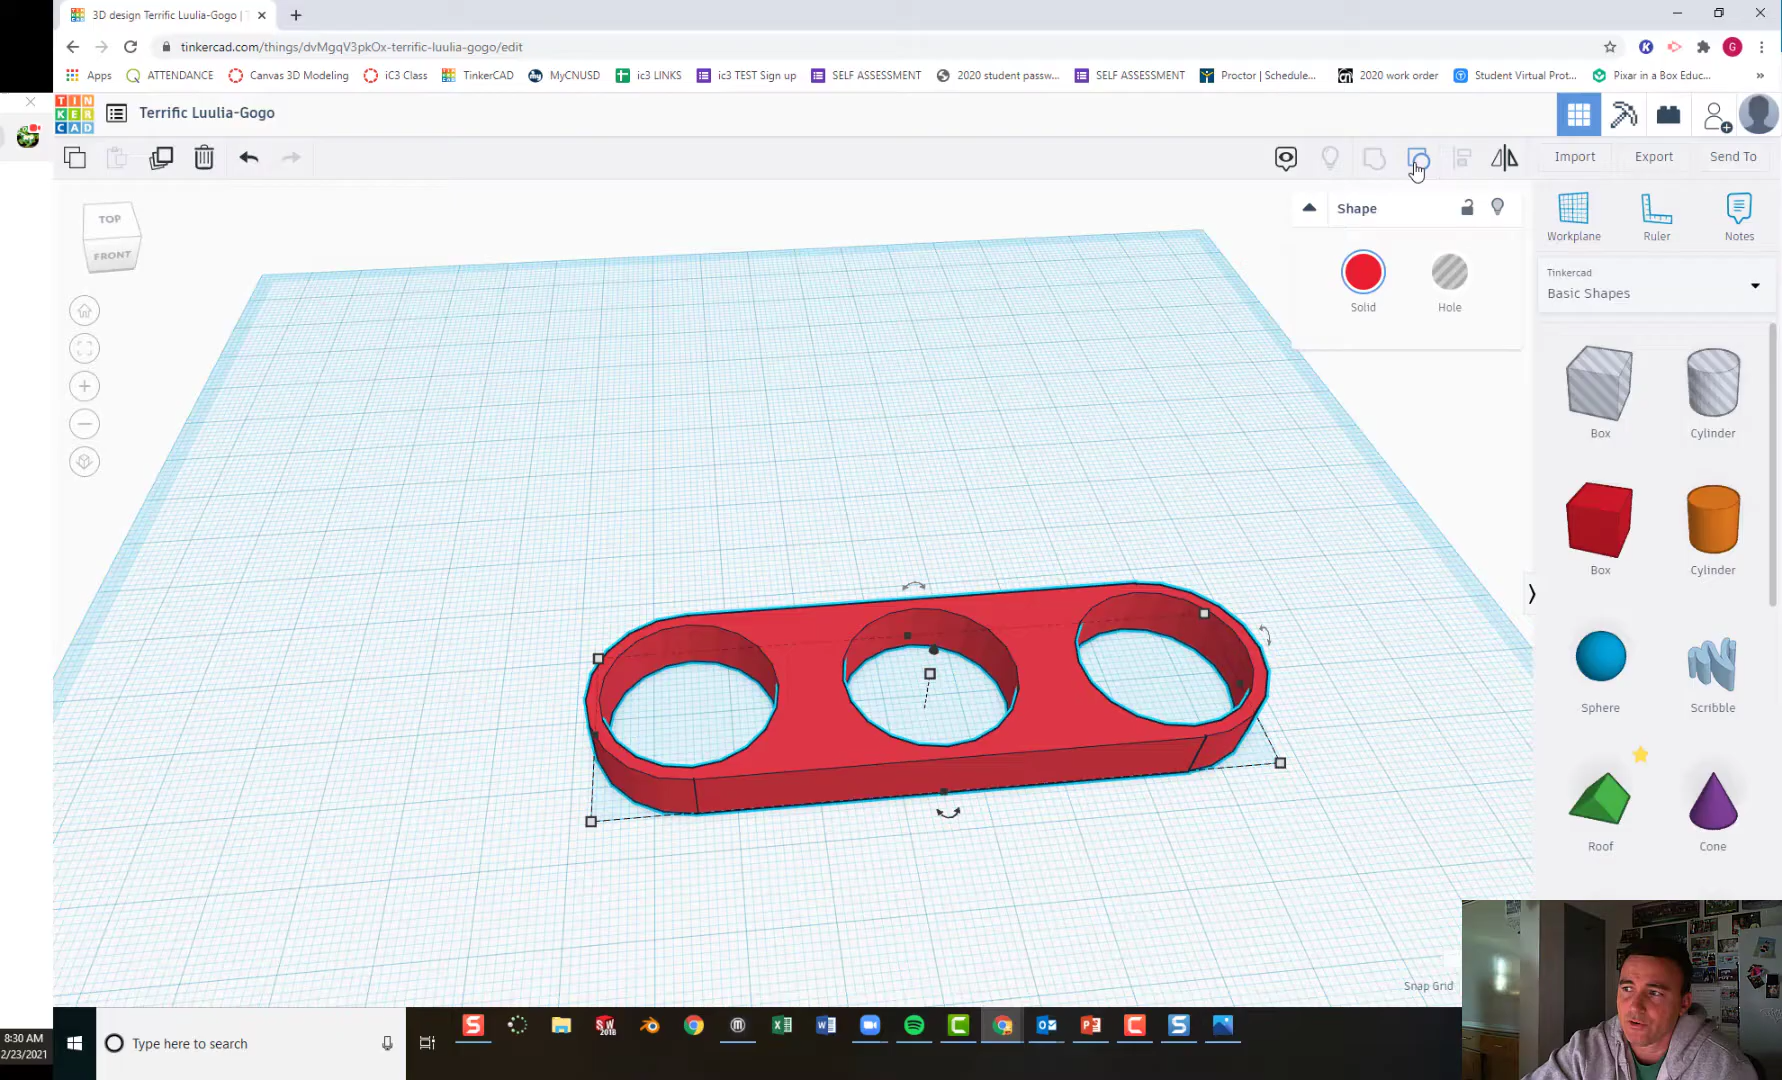 3D design Terrific Luulia-Gogo |
tinkercad.com/things/dvMgqV3pkOx-terrific-luulia-gogo/edit
G
Apps ATTENDANCE Canvas 3D Modeling iC3 Class TinkerCAD MyCNUSD ic3 LINKS ic3 TEST Sign up SELF ASSESSMENT 2020 student passw... SELF ASSESSMENT Proctor | Schedule... 2020 work order Student Virtual Prot... Pixar in a Box Educ... »
TIN
KER
CAD
Terrific Luulia-Gogo
Import Export Send To
TOP
FRONT
Shape
Solid Hole
Workplane Ruler Notes
Tinkercad
Basic Shapes
Box Cylinder
Box Cylinder
Sphere Scribble
Roof Cone
Snap Grid
8:30 AM
2/23/2021
Type here to search